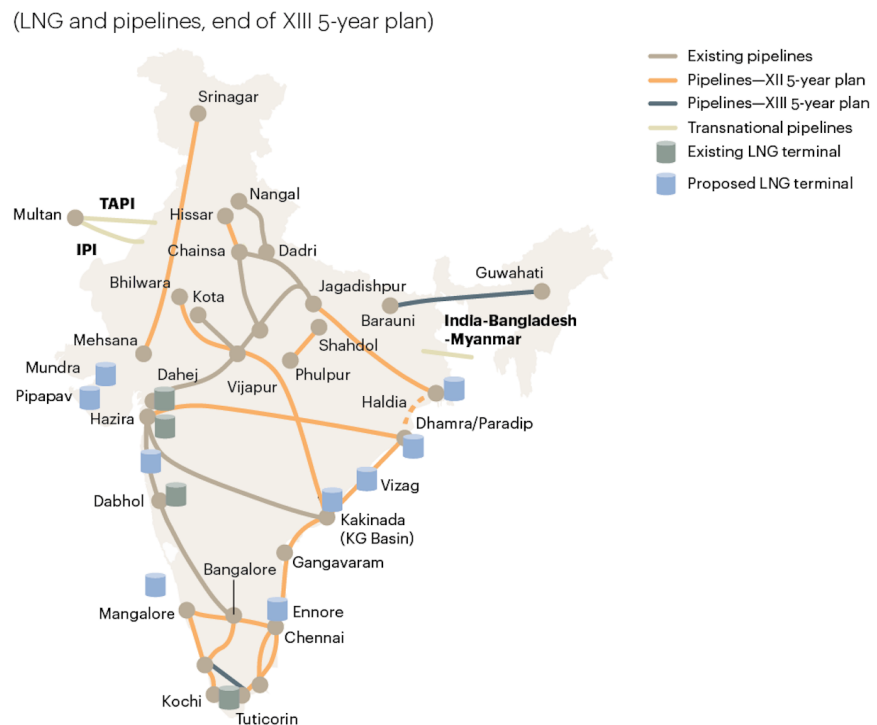 (LNG and pipelines, end of XIII 5-year plan)
Existing pipelines
Pipelines—XII 5-year plan
Pipelines—XIII 5-year plan
Transnational pipelines
Existing LNG terminal
Proposed LNG terminal
Srinagar
Nangal
Multan
TAPI
Hissar
IPI
Chainsa
Dadri
Guwahati
Bhilwara
Kota
Jagadishpur
Barauni
India-Bangladesh
-Myanmar
Mehsana
Shahdol
Mundra
Dahej
Vijapur
Phulpur
Pipapav
Haldia
Hazira
Dhamra/Paradip
Vizag
Dabhol
Kakinada
(KG Basin)
Gangavaram
Bangalore
Mangalore
Ennore
Chennai
Kochi
Tuticorin